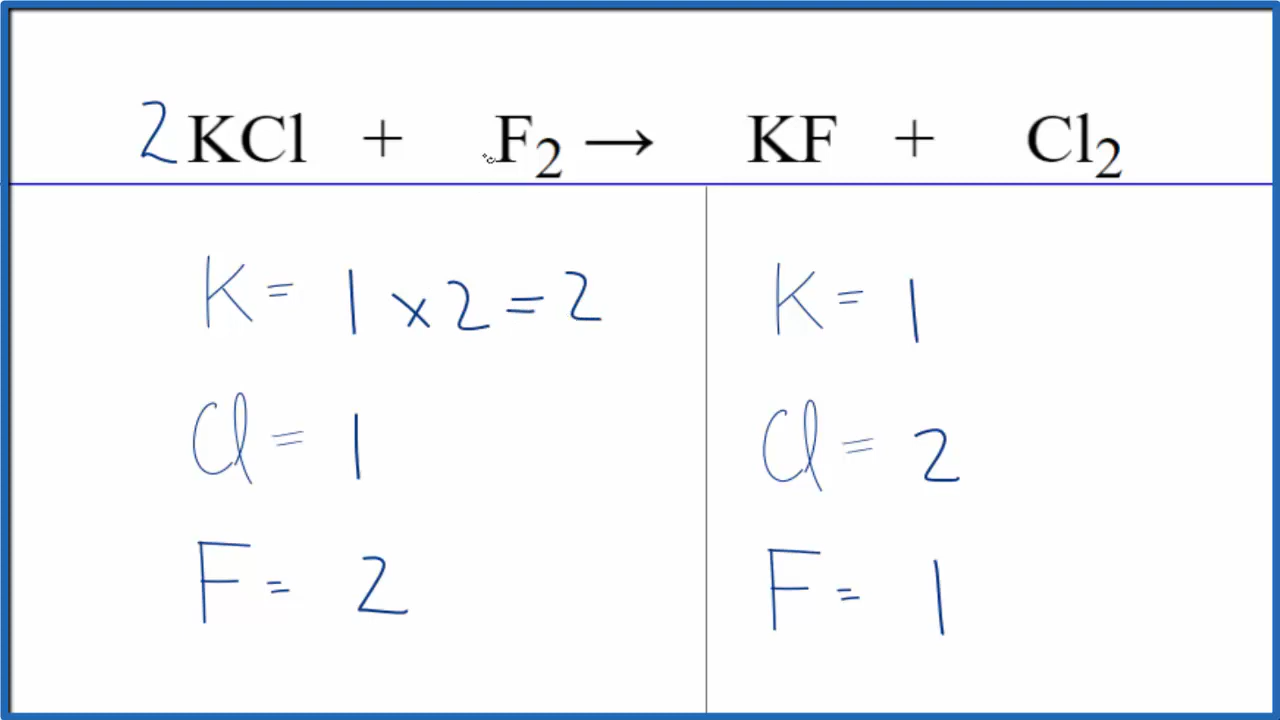 2KCl + F₂ → KF + Cl₂
K = 1 x 2 = 2
Cl = 1
F = 2
K = 1
Cl = 2
F = 1